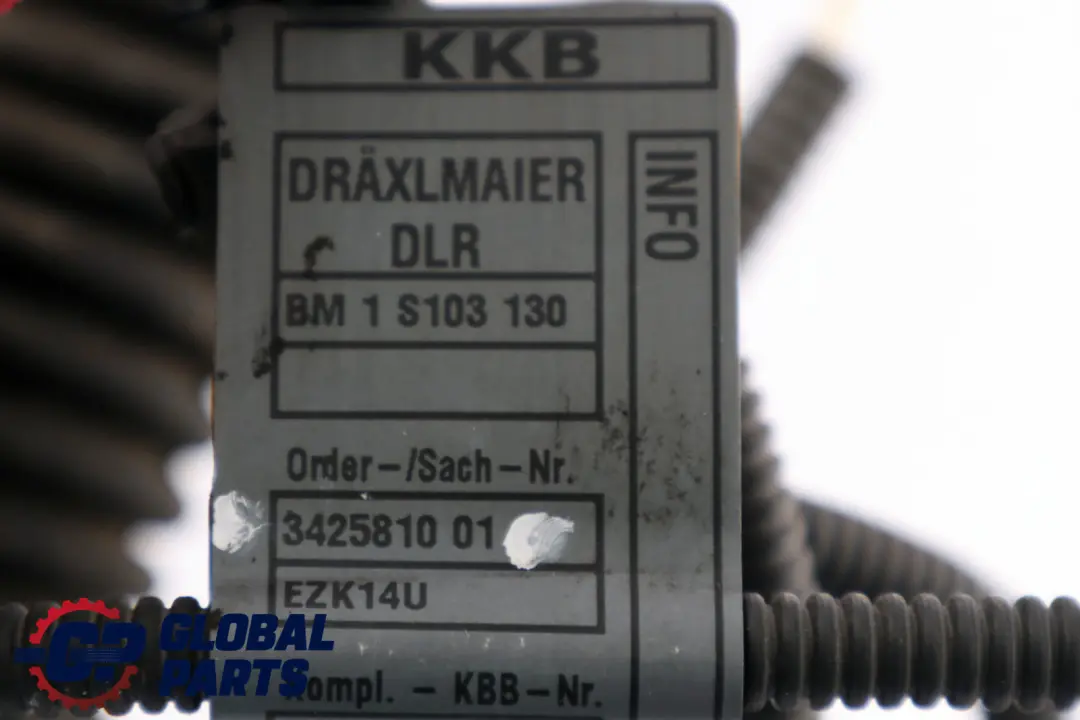 KKB
DRÄXLMAIER
DLR
INFO
BM 1 S103 130
Order-/Sach-Nr.
3425810 01
EZK14U
Kompl. - KBB-Nr.
GP GLOBAL
PARTS